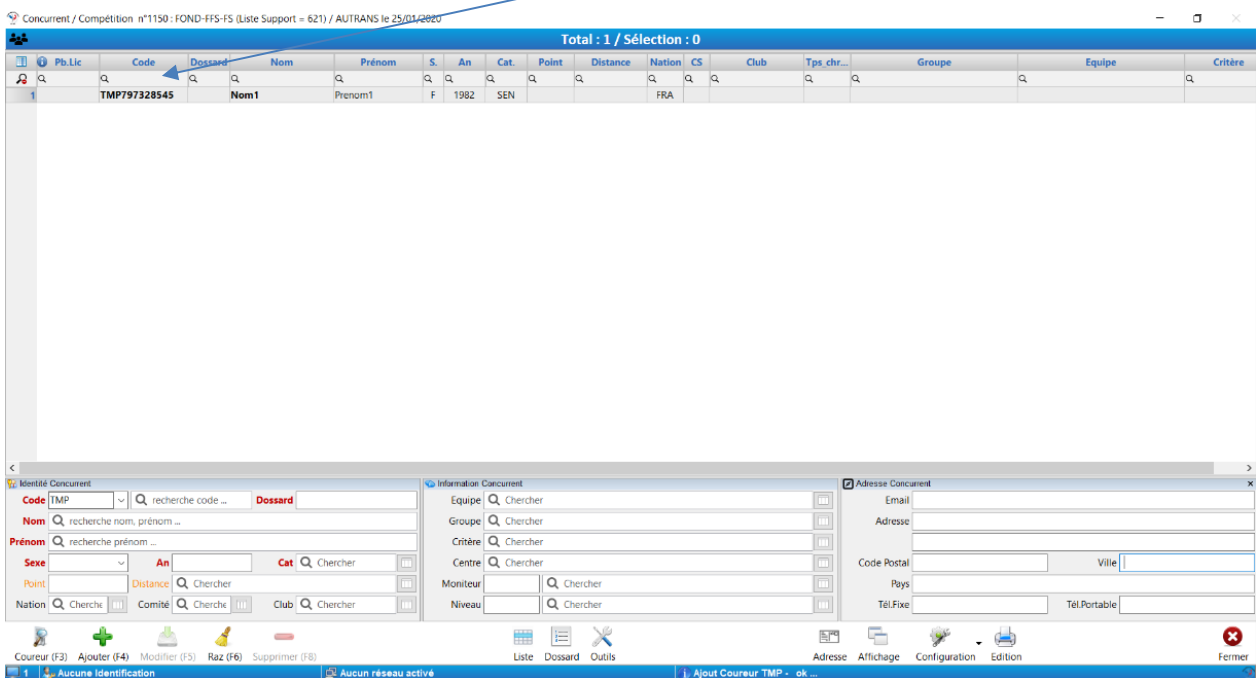 Concurrent / Compétition n°1150 : FOND-FFS-FS (Liste Support = 621) / AUTRANS le 25/01/2020
Total : 1 / Sélection : 0
Pb.Lic Code Dossard Nom Prénom S. An Cat. Point Distance Nation CS Club Tps_chr... Groupe Equipe Critère
1 TMP797328545 Nom1 Prenom1 F 1982 SEN FRA
Identité Concurrent Information Concurrent Adresse Concurrent
Code TMP recherche code ... Dossard Equipe Chercher Email
Nom recherche nom, prénom ... Groupe Chercher Adresse
Prénom recherche prénom ... Critère Chercher
Sexe An Cat Chercher Centre Chercher Code Postal Ville
Point Distance Chercher Moniteur Chercher Pays
Nation Cherche Comité Cherche Club Chercher Niveau Chercher Tél.Fixe Tél.Portable
Coureur (F3) Ajouter (F4) Modifier (F5) Raz (F6) Supprimer (F8) Liste Dossard Outils Adresse Affichage Configuration Edition Fermer
1 Aucune Identification Aucun réseau activé Ajout Coureur TMP - ok ...